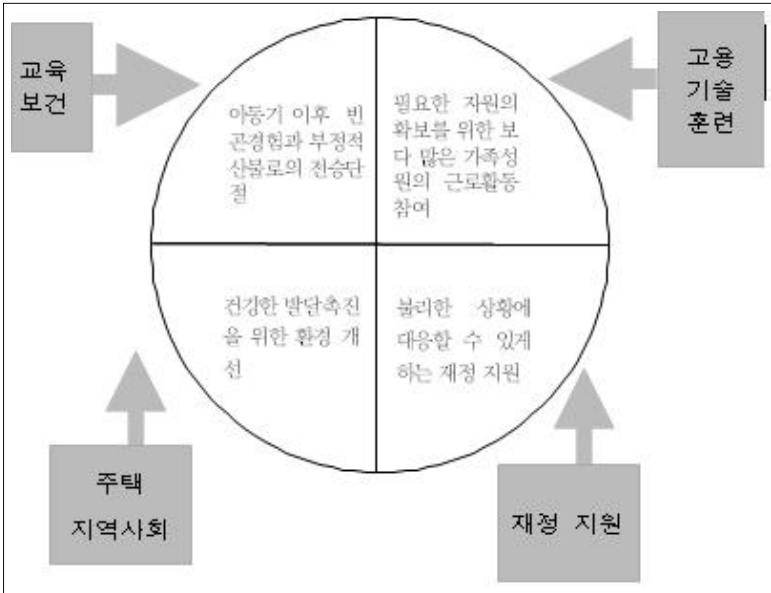 교육
보건
고용
기술
훈련
아동기 이후 빈
곤경험과 부정적
산물로의 전승단
절
필요한 자원의
확보를 위한 보
다 많은 가족성
원의 근로활동
참여
건강한 발달촉진
을 위한 환경 개
선
불리한 상황에
대응할 수 있게
하는 재정 지원
주택
지역사회
재정 지원